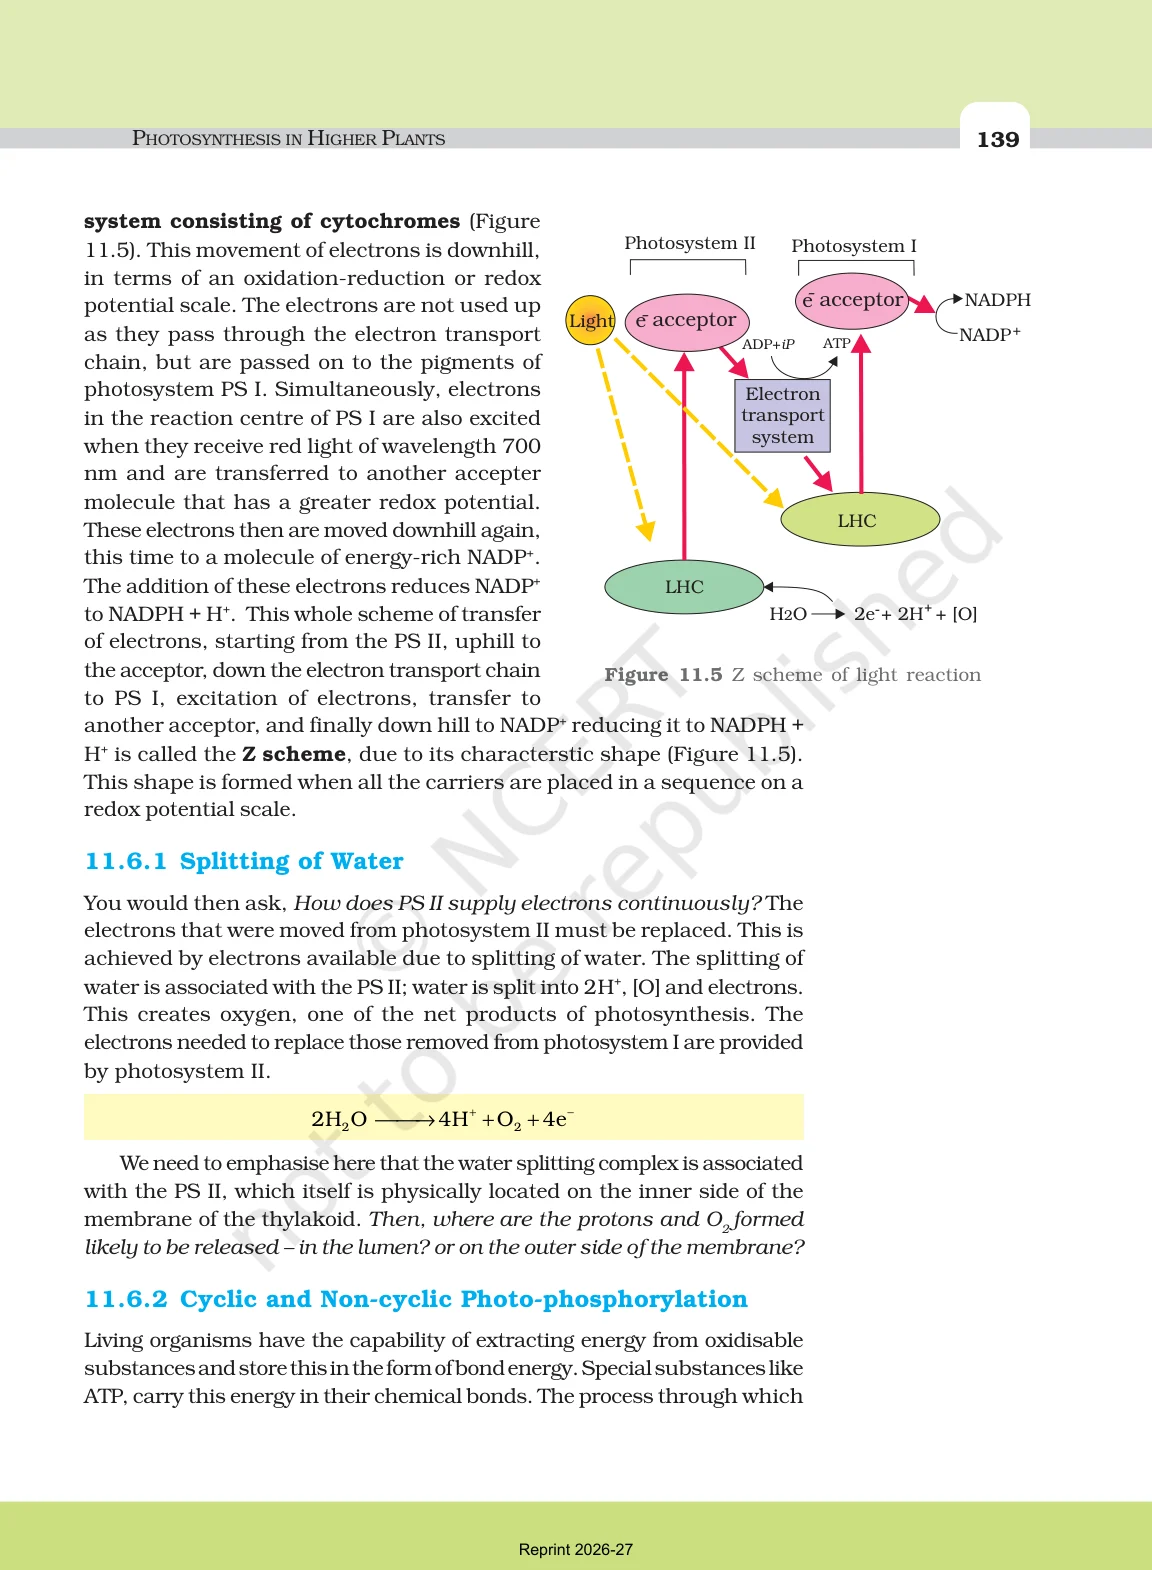 PHOTOSYNTHESIS IN HIGHER PLANTS
139
system consisting of cytochromes (Figure
11.5). This movement of electrons is downhill,
in terms of an oxidation-reduction or redox
potential scale. The electrons are not used up
as they pass through the electron transport
chain, but are passed on to the pigments of
photosystem PS I. Simultaneously, electrons
in the reaction centre of PS I are also excited
when they receive red light of wavelength 700
nm and are transferred to another accepter
molecule that has a greater redox potential.
These electrons then are moved downhill again,
this time to a molecule of energy-rich NADP⁺.
The addition of these electrons reduces NADP⁺
to NADPH + H⁺. This whole scheme of transfer
of electrons, starting from the PS II, uphill to
the acceptor, down the electron transport chain
to PS I, excitation of electrons, transfer to
another acceptor, and finally down hill to NADP⁺ reducing it to NADPH +
H⁺ is called the Z scheme, due to its characterstic shape (Figure 11.5).
This shape is formed when all the carriers are placed in a sequence on a
redox potential scale.
Photosystem II
Photosystem I
Light
e⁻ acceptor
e⁻ acceptor
NADPH
NADP⁺
ADP+iP
ATP
Electron
transport
system
LHC
LHC
H2O ⟶ 2e⁻+ 2H⁺ + [O]
Figure 11.5 Z scheme of light reaction
11.6.1 Splitting of Water
You would then ask, How does PS II supply electrons continuously? The
electrons that were moved from photosystem II must be replaced. This is
achieved by electrons available due to splitting of water. The splitting of
water is associated with the PS II; water is split into 2H⁺, [O] and electrons.
This creates oxygen, one of the net products of photosynthesis. The
electrons needed to replace those removed from photosystem I are provided
by photosystem II.
2H₂O ⟶ 4H⁺ + O₂ + 4e⁻
We need to emphasise here that the water splitting complex is associated
with the PS II, which itself is physically located on the inner side of the
membrane of the thylakoid. Then, where are the protons and O₂ formed
likely to be released – in the lumen? or on the outer side of the membrane?
11.6.2 Cyclic and Non-cyclic Photo-phosphorylation
Living organisms have the capability of extracting energy from oxidisable
substances and store this in the form of bond energy. Special substances like
ATP, carry this energy in their chemical bonds. The process through which
© NCERT
not to be republished
Reprint 2026-27